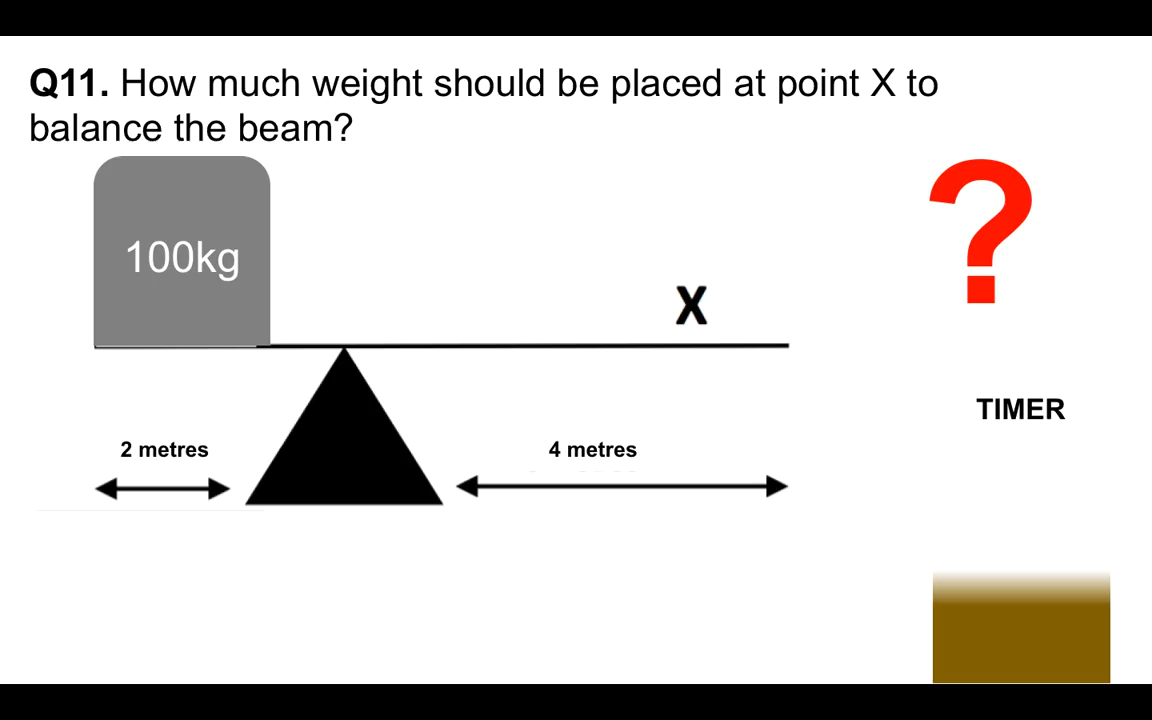 Q11. How much weight should be placed at point X to
balance the beam?
?
100kg
X
TIMER
2 metres
4 metres